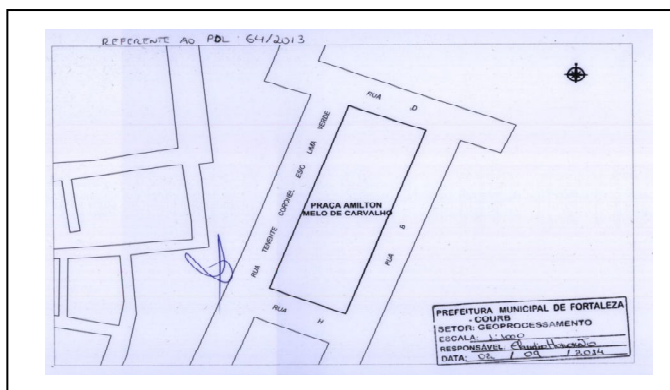 REFERENTE AO PDL 64/2013
RUA D
RUA TENENTE CORONEL ESIO LIMA VERDE
PRAÇA AMILTON
MELO DE CARVALHO
RUA B
RUA H
PREFEITURA MUNICIPAL DE FORTALEZA
- COURB
SETOR: GEOPROCESSAMENTO
ESCALA: 1:1000
RESPONSÁVEL:
DATA: 02 / 09 / 2014